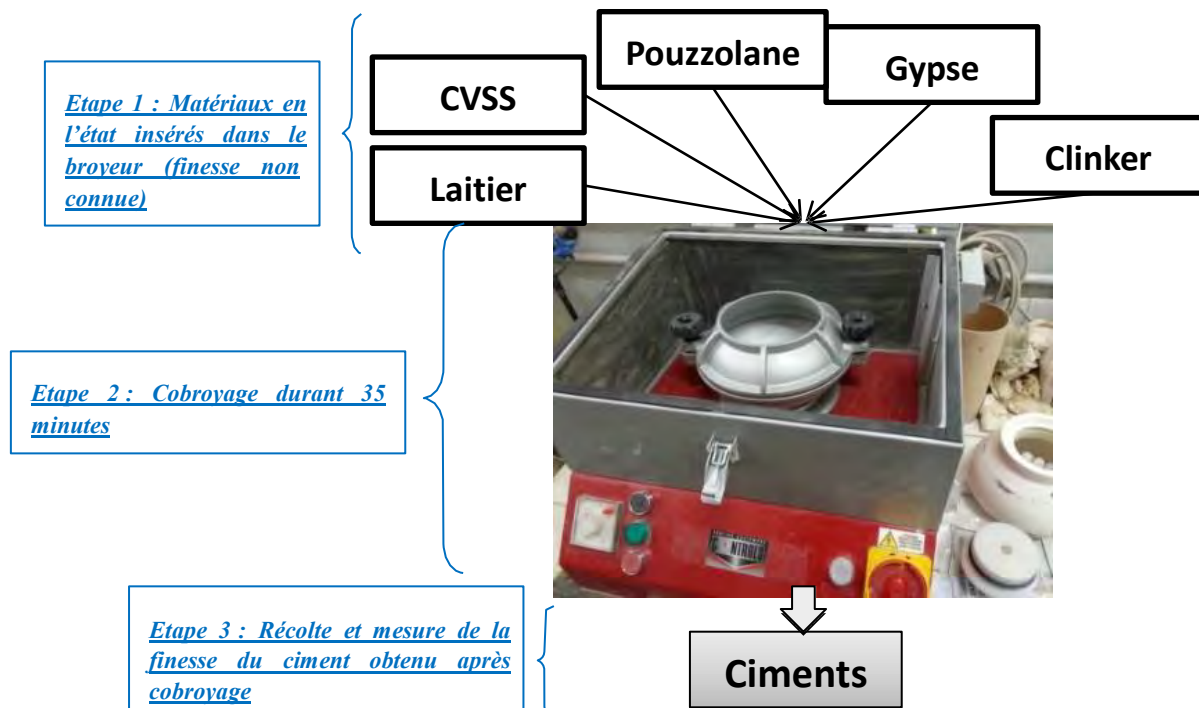 Pouzzolane
Gypse
CVSS
Clinker
Laitier
Etape 1 : Matériaux en
l'état insérés dans le
broyeur (finesse non
connue)
Etape 2 : Cobroyage durant 35
minutes
Etape 3 : Récolte et mesure de la
finesse du ciment obtenu après
cobroyage
Ciments